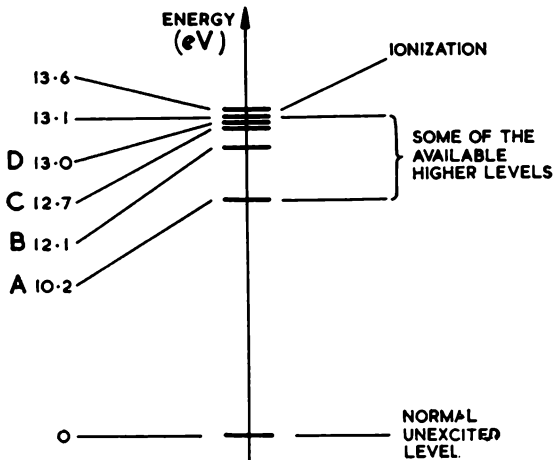 ENERGY
(eV)
IONIZATION
13·6
13·1
D 13·0
C 12·7
B 12·1
A 10·2
SOME OF THE
AVAILABLE
HIGHER LEVELS
0
NORMAL
UNEXCITED
LEVEL.